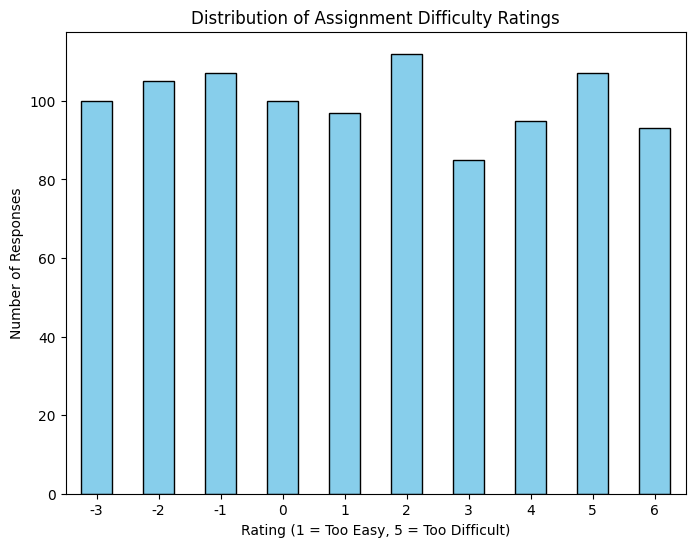 Distribution of Assignment Difficulty Ratings
Number of Responses
100
80
60
40
20
0
-3 -2 -1 0 1 2 3 4 5 6
Rating (1 = Too Easy, 5 = Too Difficult)